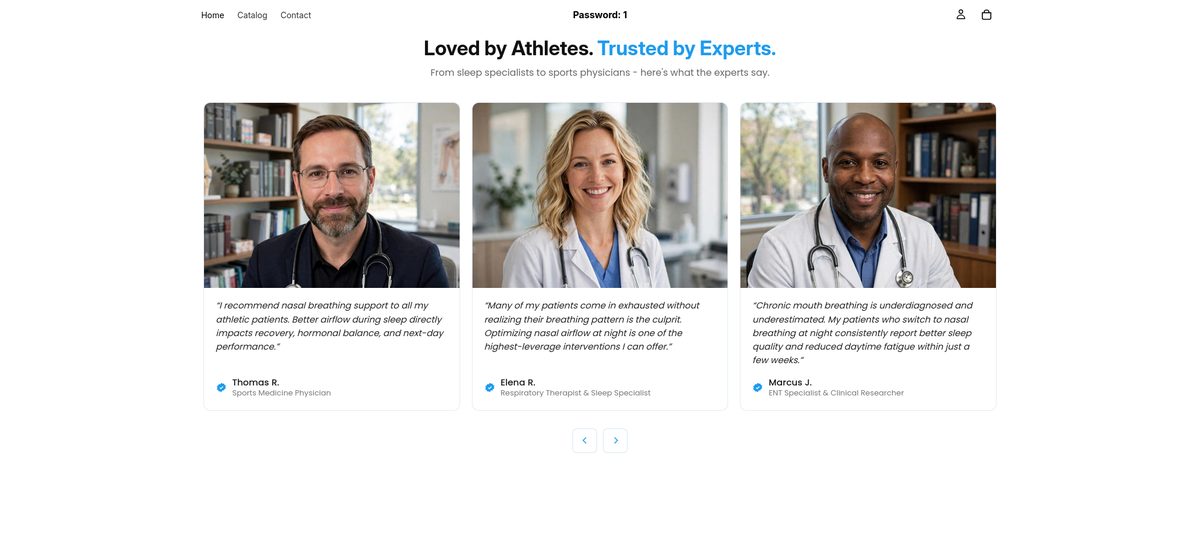 Home Catalog Contact Password: 1
Loved by Athletes. Trusted by Experts.
From sleep specialists to sports physicians - here's what the experts say.
“I recommend nasal breathing support to all my
athletic patients. Better airflow during sleep directly
impacts recovery, hormonal balance, and next-day
performance.”
Thomas R.
Sports Medicine Physician
“Many of my patients come in exhausted without
realizing their breathing pattern is the culprit.
Optimizing nasal airflow at night is one of the
highest-leverage interventions I can offer.”
Elena R.
Respiratory Therapist & Sleep Specialist
“Chronic mouth breathing is underdiagnosed and
underestimated. My patients who switch to nasal
breathing at night consistently report better sleep
quality and reduced daytime fatigue within just a
few weeks.”
Marcus J.
ENT Specialist & Clinical Researcher